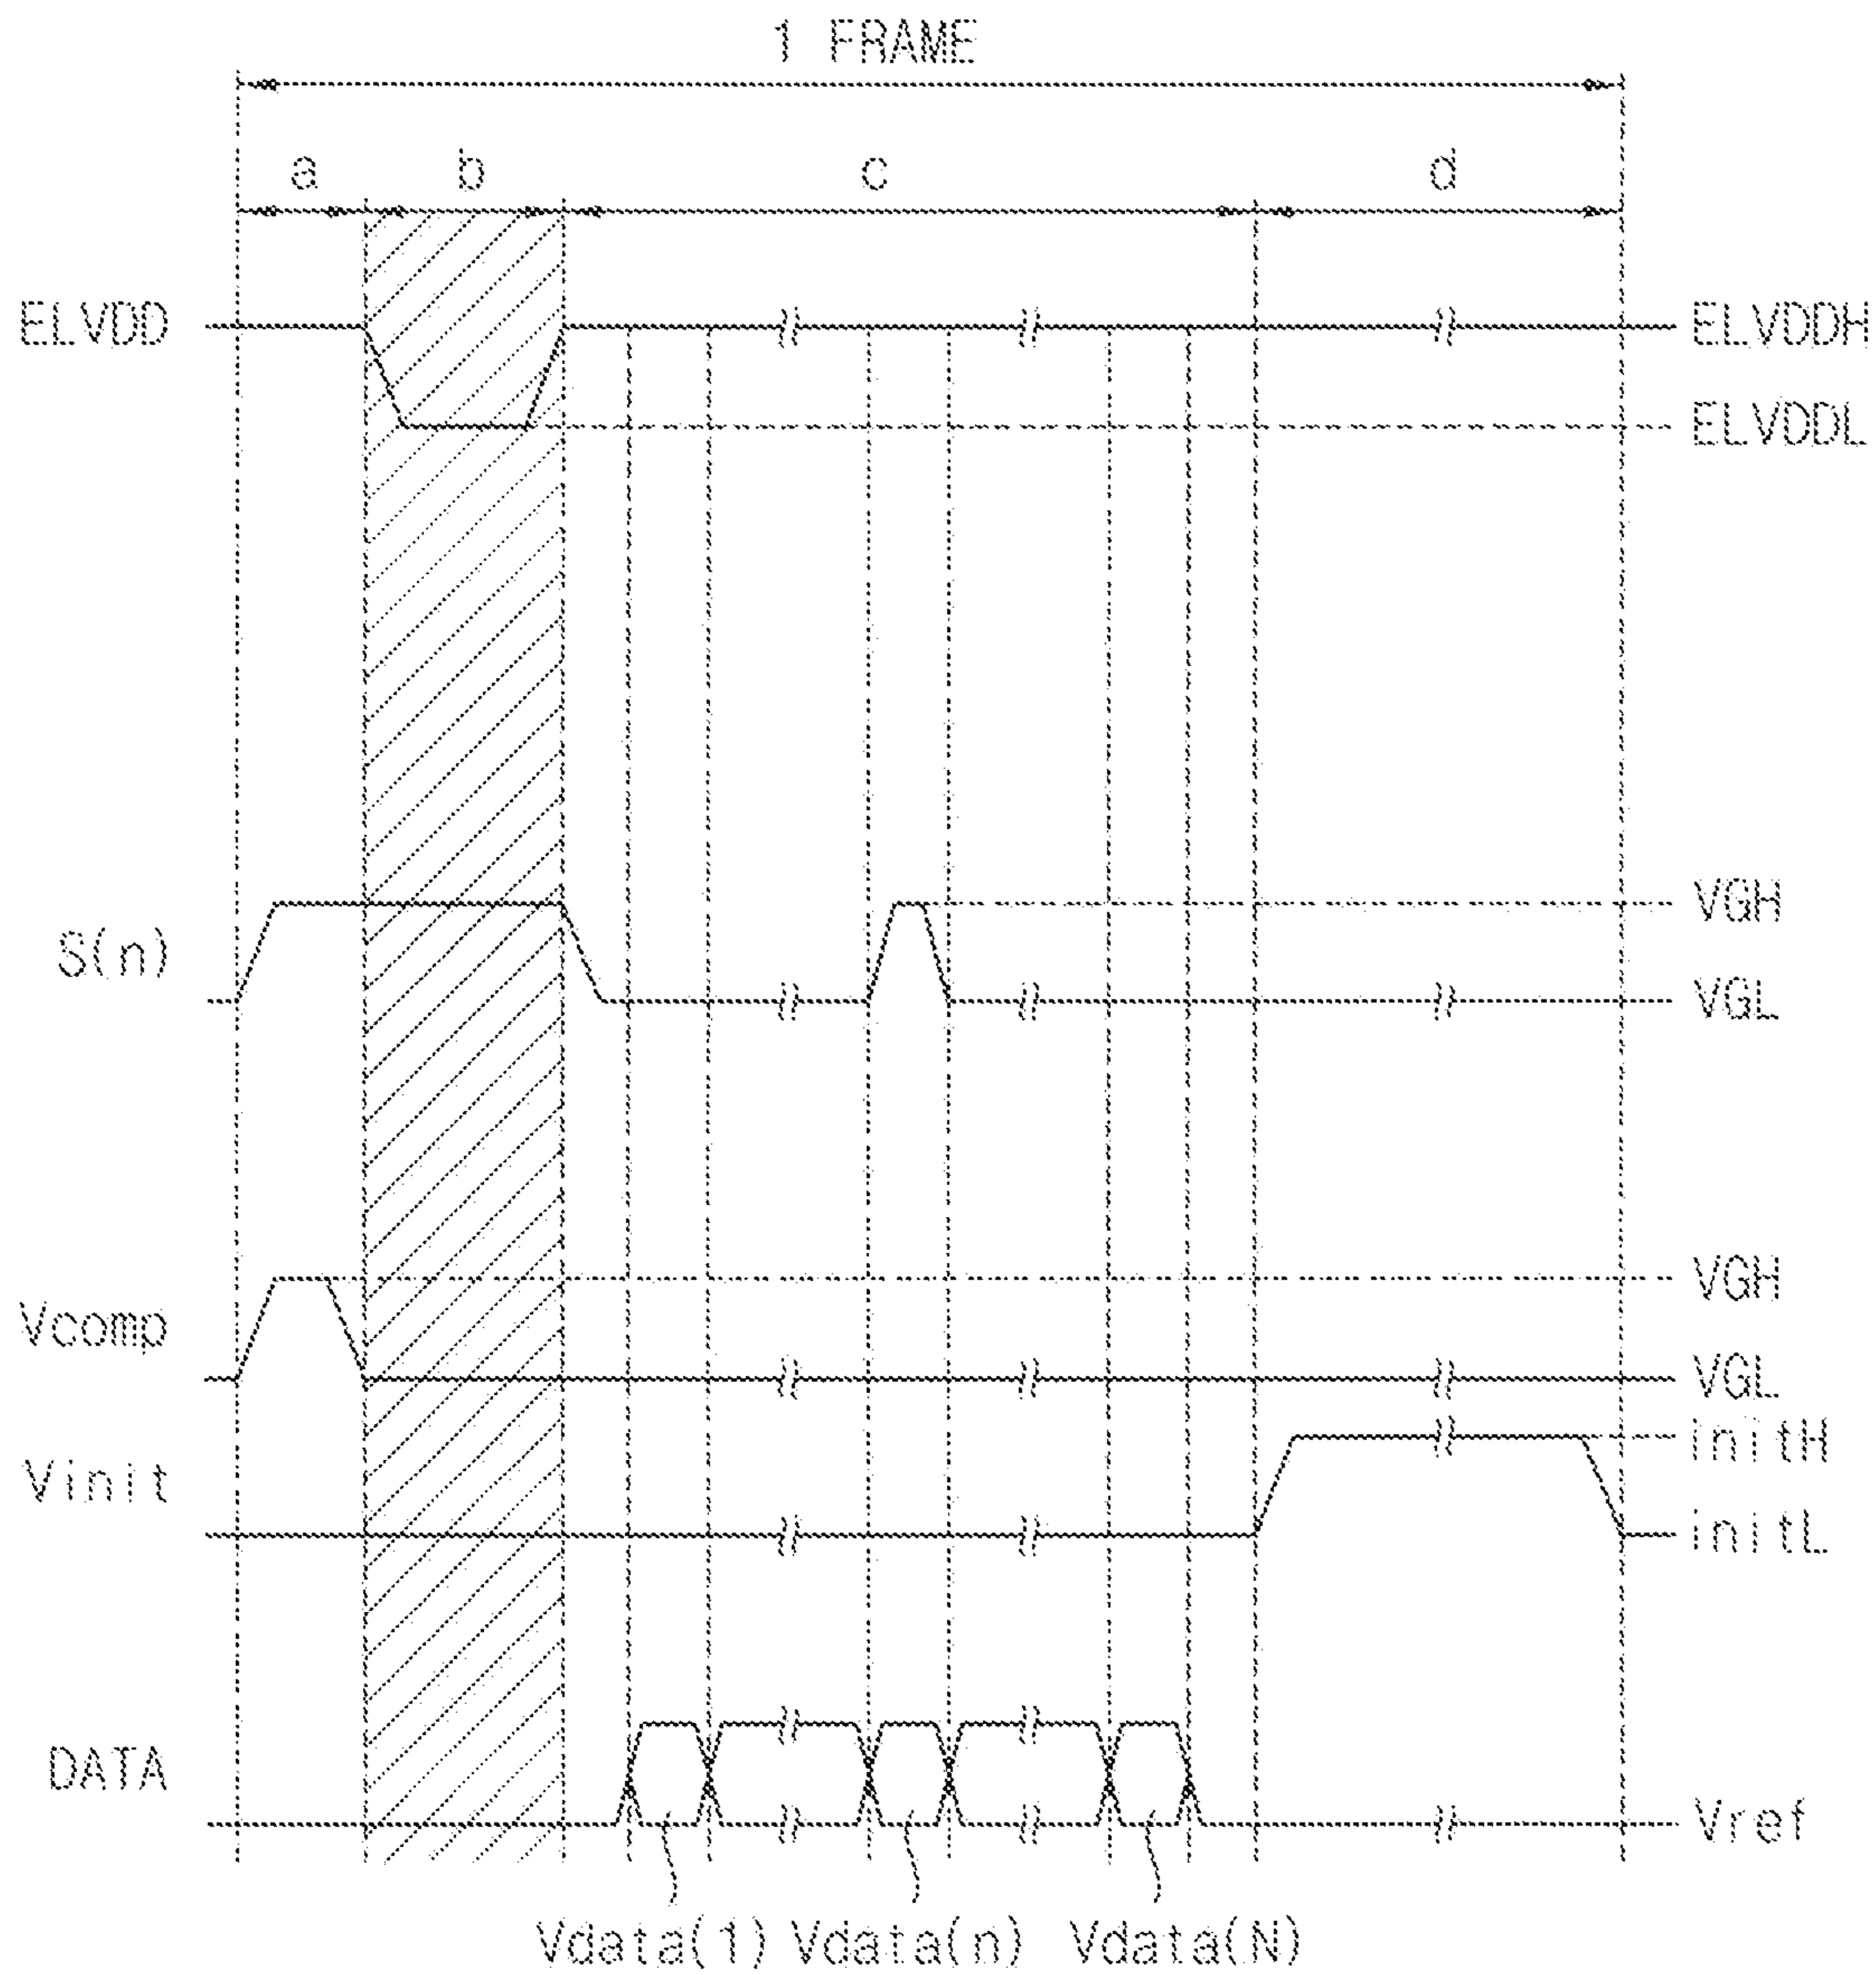 1 FRAME
a b c d
ELVDD ELVDDH
ELVDDL
VGH
S(n)
VGL
VGH
Vcomp
VGL
initH
Vinit
initL
DATA
Vref
Vdata(1) Vdata(n) Vdata(N)